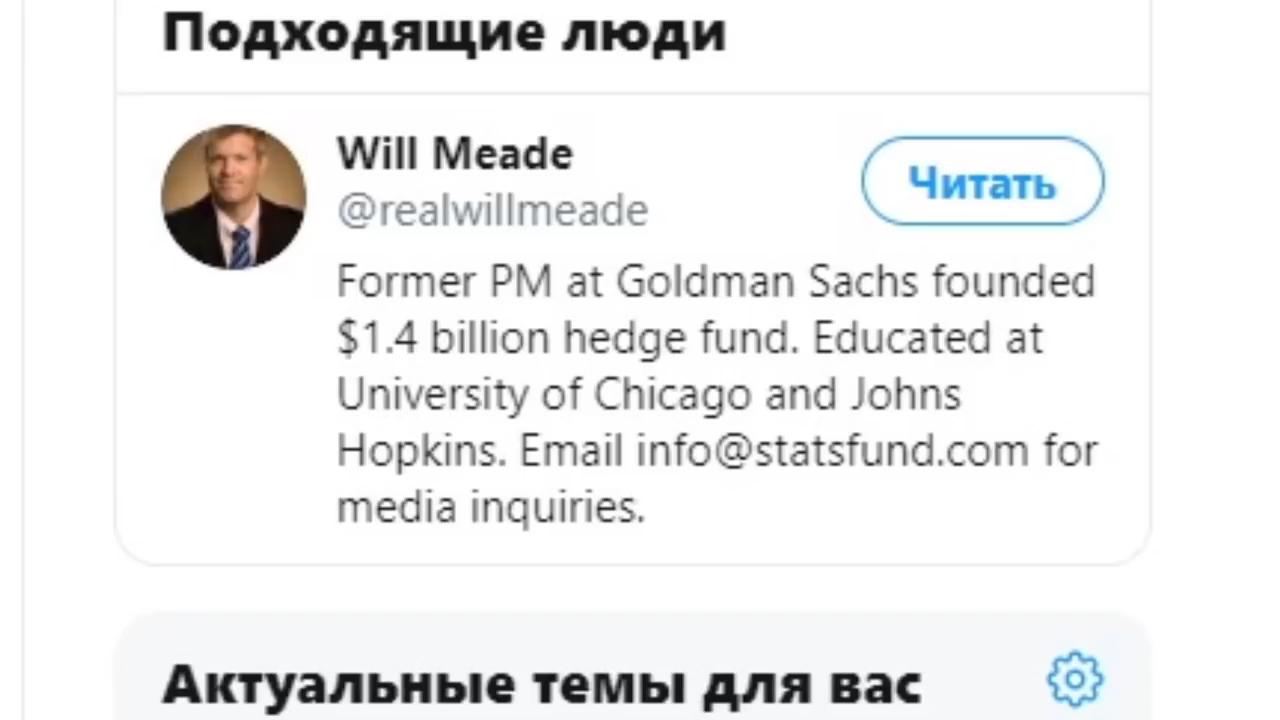 Подходящие люди
Will Meade
@realwillmeade
Читать
Former PM at Goldman Sachs founded
$1.4 billion hedge fund. Educated at
University of Chicago and Johns
Hopkins. Email info@statsfund.com for
media inquiries.
Актуальные темы для вас